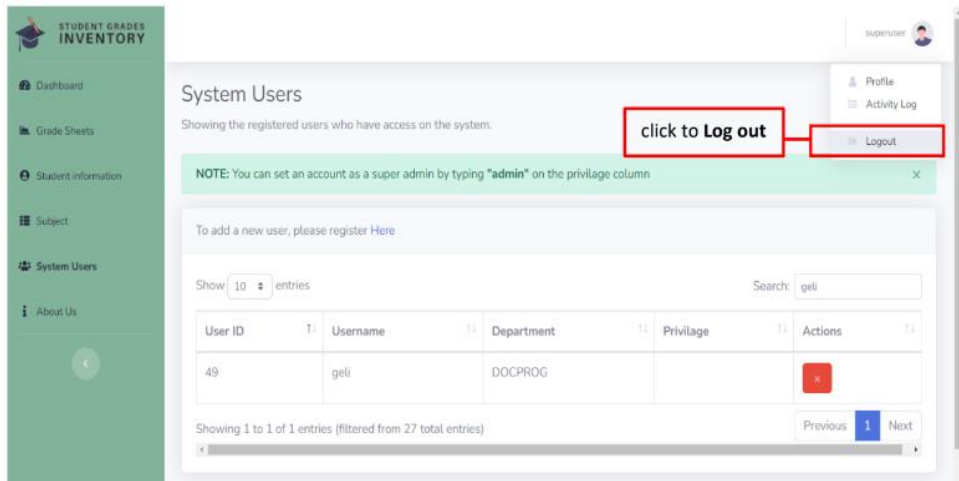 STUDENT GRADES
INVENTORY
superuser
Dashboard
Grade Sheets
Student information
Subject
System Users
About Us
Profile
Activity Log
Logout
System Users
Showing the registered users who have access on the system.
click to Log out
NOTE: You can set an account as a super admin by typing "admin" on the privilage column
×
To add a new user, please register Here
Show 10 entries
Search: geli
User ID Username Department Privilage Actions
49 geli DOCPROG x
Showing 1 to 1 of 1 entries (filtered from 27 total entries)
Previous 1 Next